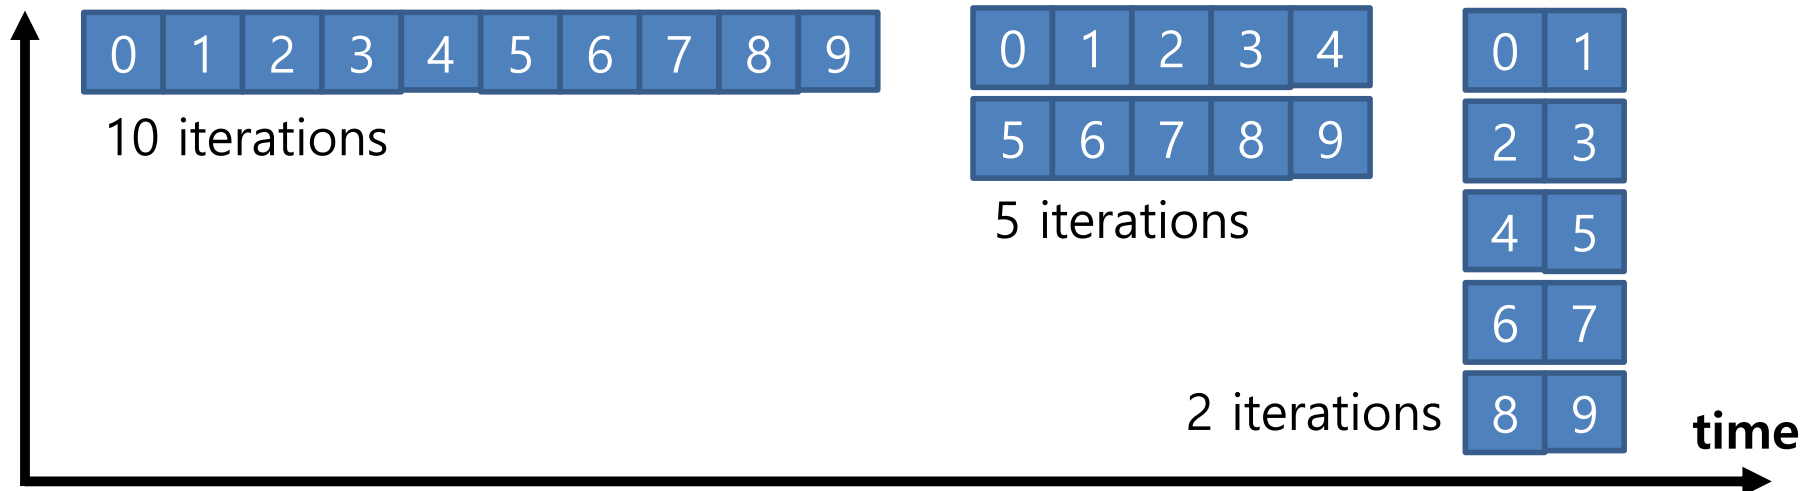 0 1 2 3 4 5 6 7 8 9
10 iterations
0 1 2 3 4
5 6 7 8 9
5 iterations
0 1
2 3
4 5
6 7
2 iterations
8 9
time